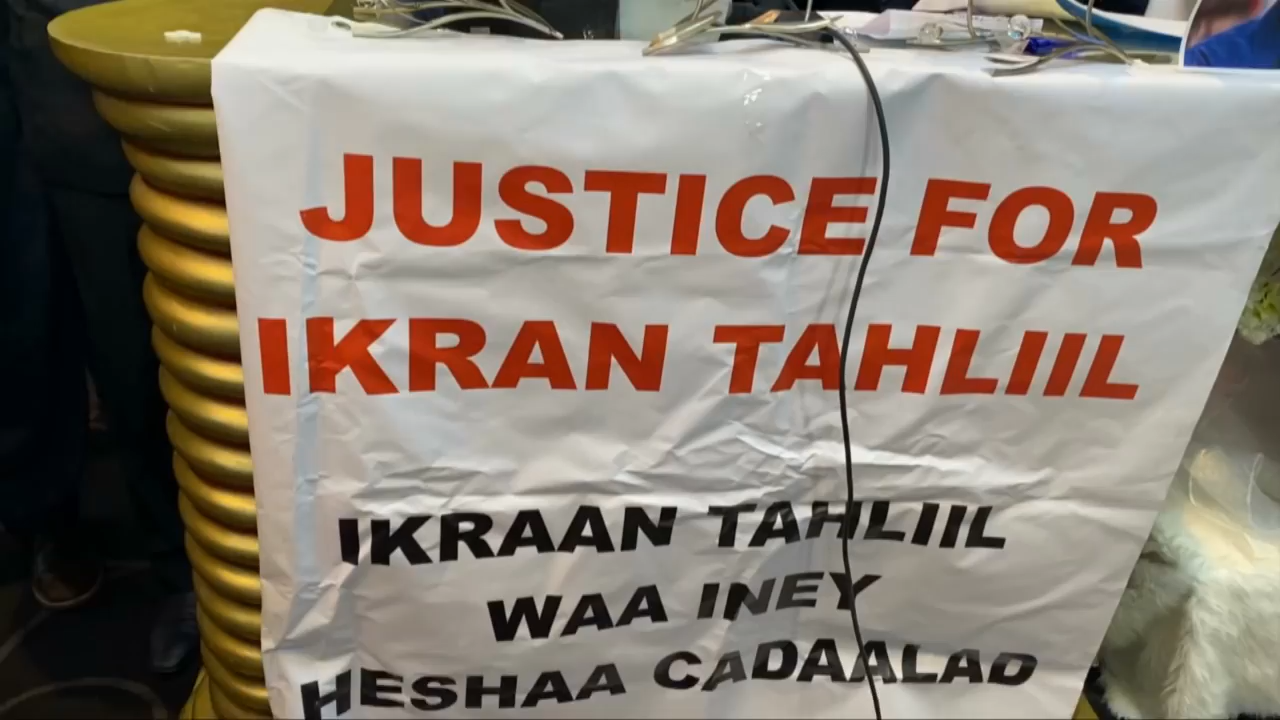 JUSTICE FOR
IKRAN TAHLIIL
IKRAAN TAHLIIL
WAA INEY
HESHAA CADAALAD